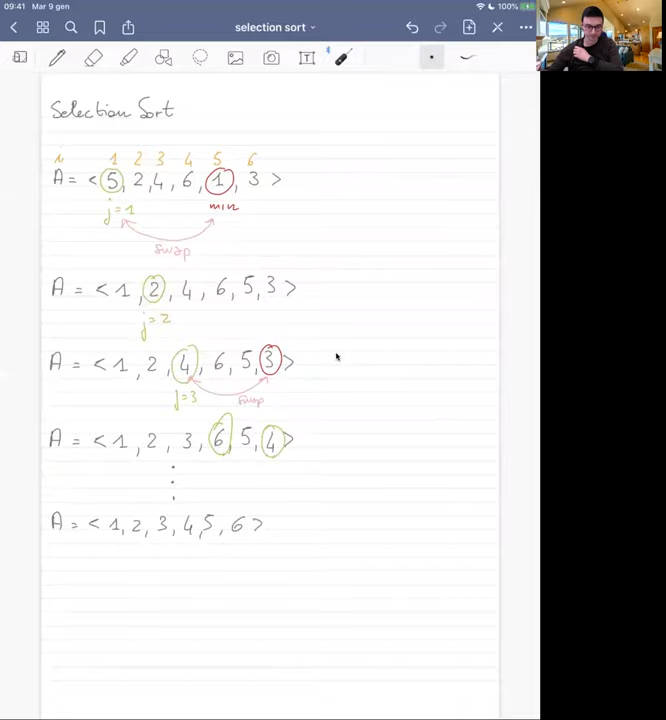 09:41 Mar 9 gen
100%
selection sort
Selection Sort
i 1 2 3 4 5 6
A = < 5, 2, 4, 6, 1, 3 >
j=1 min
swap
A = < 1, 2, 4, 6, 5, 3 >
j=2
A = < 1, 2, 4, 6, 5, 3 >
j=3 swap
A = < 1, 2, 3, 6, 5, 4 >
A = < 1, 2, 3, 4, 5, 6 >